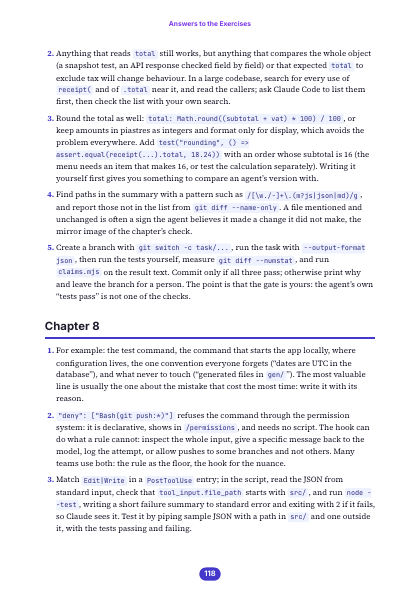 Answers to the Exercises
2. Anything that reads total still works, but anything that compares the whole object
(a snapshot test, an API response checked field by field) or that expected total to
exclude tax will change behaviour. In a large codebase, search for every use of
receipt( and of .total near it, and read the callers; ask Claude Code to list them
first, then check the list with your own search.
3. Round the total as well: total: Math.round((subtotal + vat) * 100) / 100, or
keep amounts in piastres as integers and format only for display, which avoids the
problem everywhere. Add test("rounding", () =>
assert.equal(receipt(...).total, 18.24)) with an order whose subtotal is 16 (the
menu needs an item that makes 16, or test the calculation separately). Writing it
yourself first gives you something to compare an agent's version with.
4. Find paths in the summary with a pattern such as /[\w./-]+\.(m?js|json|md)/g,
and report those not in the list from git diff --name-only. A file mentioned and
unchanged is often a sign the agent believes it made a change it did not make, the
mirror image of the chapter's check.
5. Create a branch with git switch -c task/..., run the task with --output-format
json, then run the tests yourself, measure git diff --numstat, and run
claims.mjs on the result text. Commit only if all three pass; otherwise print why
and leave the branch for a person. The point is that the gate is yours: the agent's own
“tests pass” is not one of the checks.
Chapter 8
1. For example: the test command, the command that starts the app locally, where
configuration lives, the one convention everyone forgets (“dates are UTC in the
database”), and what never to touch (“generated files in gen/”). The most valuable
line is usually the one about the mistake that cost the most time: write it with its
reason.
2. "deny": ["Bash(git push:*)"] refuses the command through the permission
system: it is declarative, shows in /permissions, and needs no script. The hook can
do what a rule cannot: inspect the whole input, give a specific message back to the
model, log the attempt, or allow pushes to some branches and not others. Many
teams use both: the rule as the floor, the hook for the nuance.
3. Match Edit|Write in a PostToolUse entry; in the script, read the JSON from
standard input, check that tool_input.file_path starts with src/, and run node -
-test, writing a short failure summary to standard error and exiting with 2 if it fails,
so Claude sees it. Test it by piping sample JSON with a path in src/ and one outside
it, with the tests passing and failing.
118